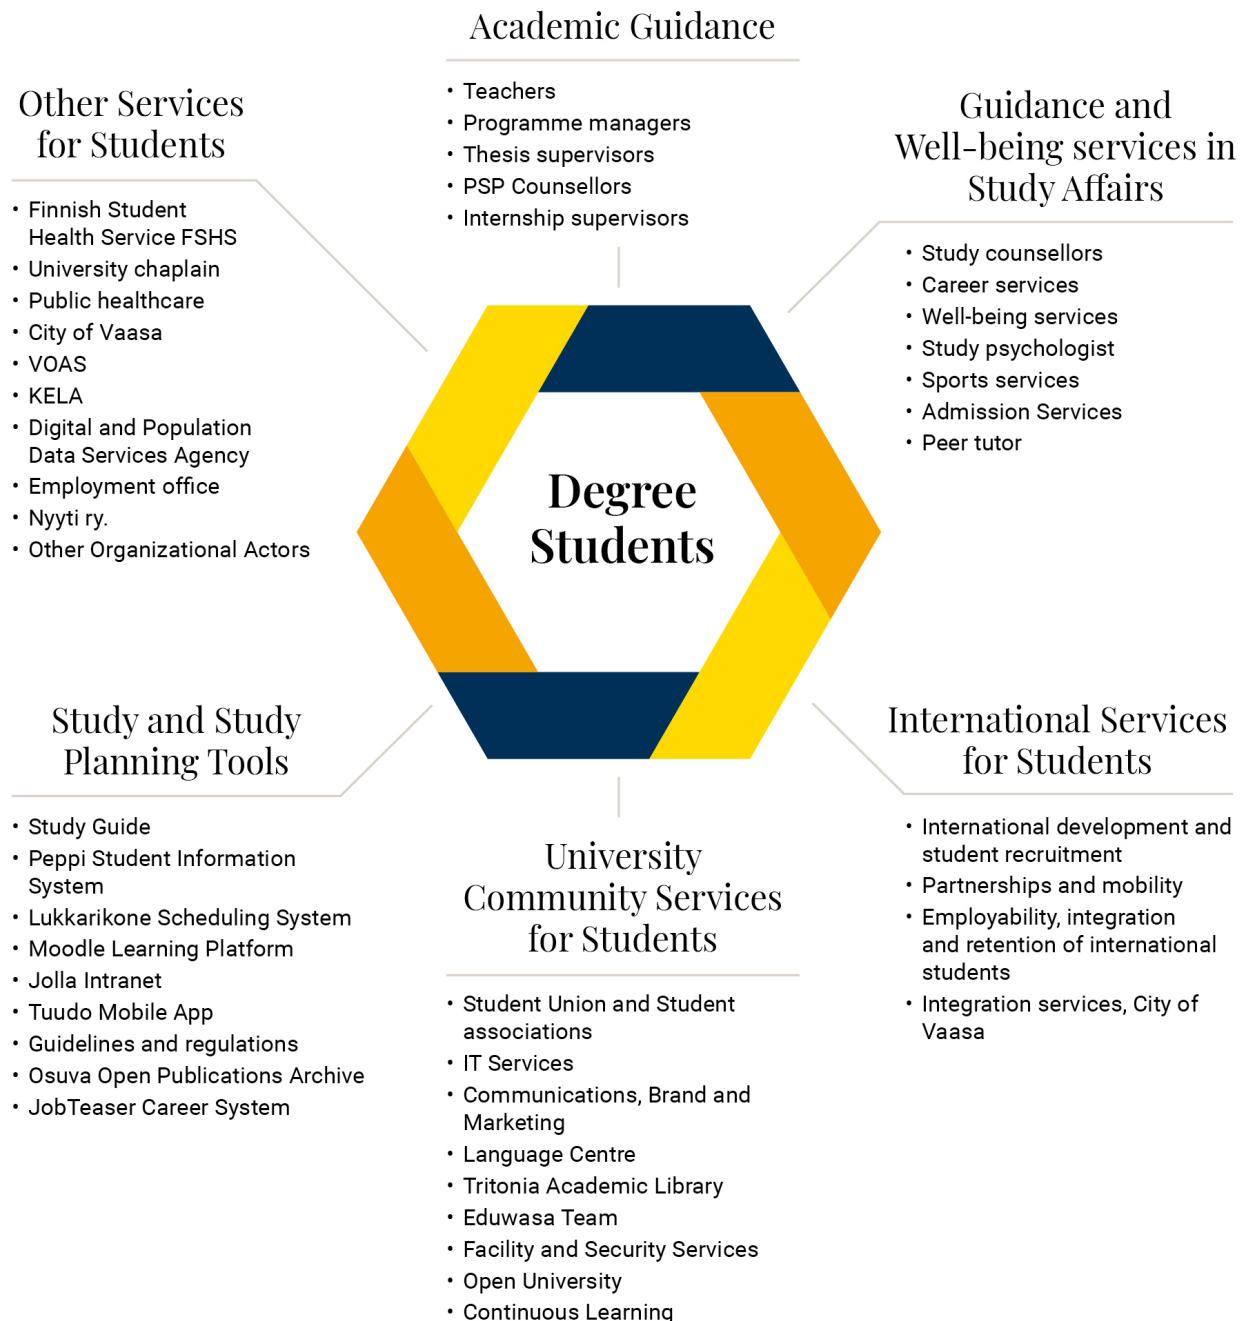 Academic Guidance
• Teachers
• Programme managers
• Thesis supervisors
• PSP Counsellors
• Internship supervisors
Other Services
for Students
• Finnish Student
Health Service FSHS
• University chaplain
• Public healthcare
• City of Vaasa
• VOAS
• KELA
• Digital and Population
Data Services Agency
• Employment office
• Nyyti ry.
• Other Organizational Actors
Guidance and
Well-being services in
Study Affairs
• Study counsellors
• Career services
• Well-being services
• Study psychologist
• Sports services
• Admission Services
• Peer tutor
Degree
Students
Study and Study
Planning Tools
• Study Guide
• Peppi Student Information
System
• Lukkarikone Scheduling System
• Moodle Learning Platform
• Jolla Intranet
• Tuudo Mobile App
• Guidelines and regulations
• Osuva Open Publications Archive
• JobTeaser Career System
University
Community Services
for Students
• Student Union and Student
associations
• IT Services
• Communications, Brand and
Marketing
• Language Centre
• Tritonia Academic Library
• Eduwasa Team
• Facility and Security Services
• Open University
• Continuous Learning
International Services
for Students
• International development and
student recruitment
• Partnerships and mobility
• Employability, integration
and retention of international
students
• Integration services, City of
Vaasa